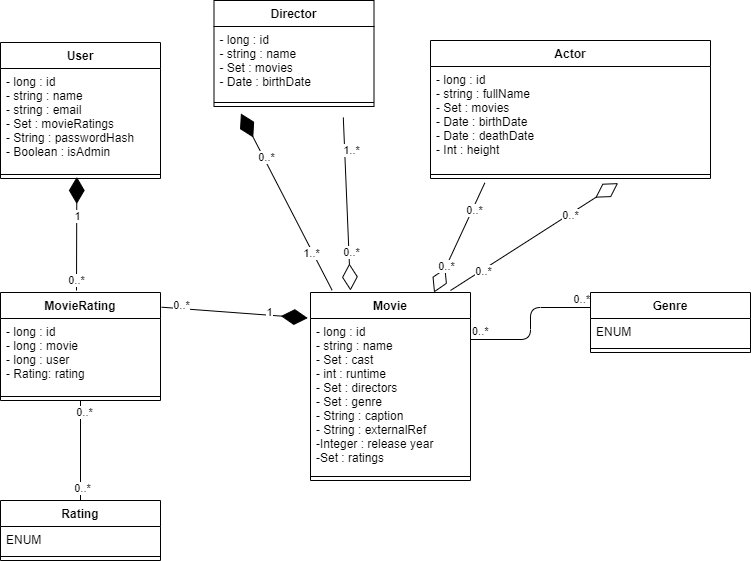 Director
- long : id
- string : name
- Set : movies
- Date : birthDate
User
- long : id
- string : name
- string : email
- Set : movieRatings
- String : passwordHash
- Boolean : isAdmin
Actor
- long : id
- string : fullName
- Set : movies
- Date : birthDate
- Date : deathDate
- Int : height
0..*
1..*
1
0..*
0..*
1..*
0..*
0..*
0..*
0..*
MovieRating
- long : id
- long : movie
- long : user
- Rating: rating
0..*
1
Movie
- long : id
- string : name
- Set : cast
- int : runtime
- Set : directors
- Set : genre
- String : caption
- String : externalRef
-Integer : release year
-Set : ratings
0..*
0..*
Genre
ENUM
0..*
0..*
Rating
ENUM